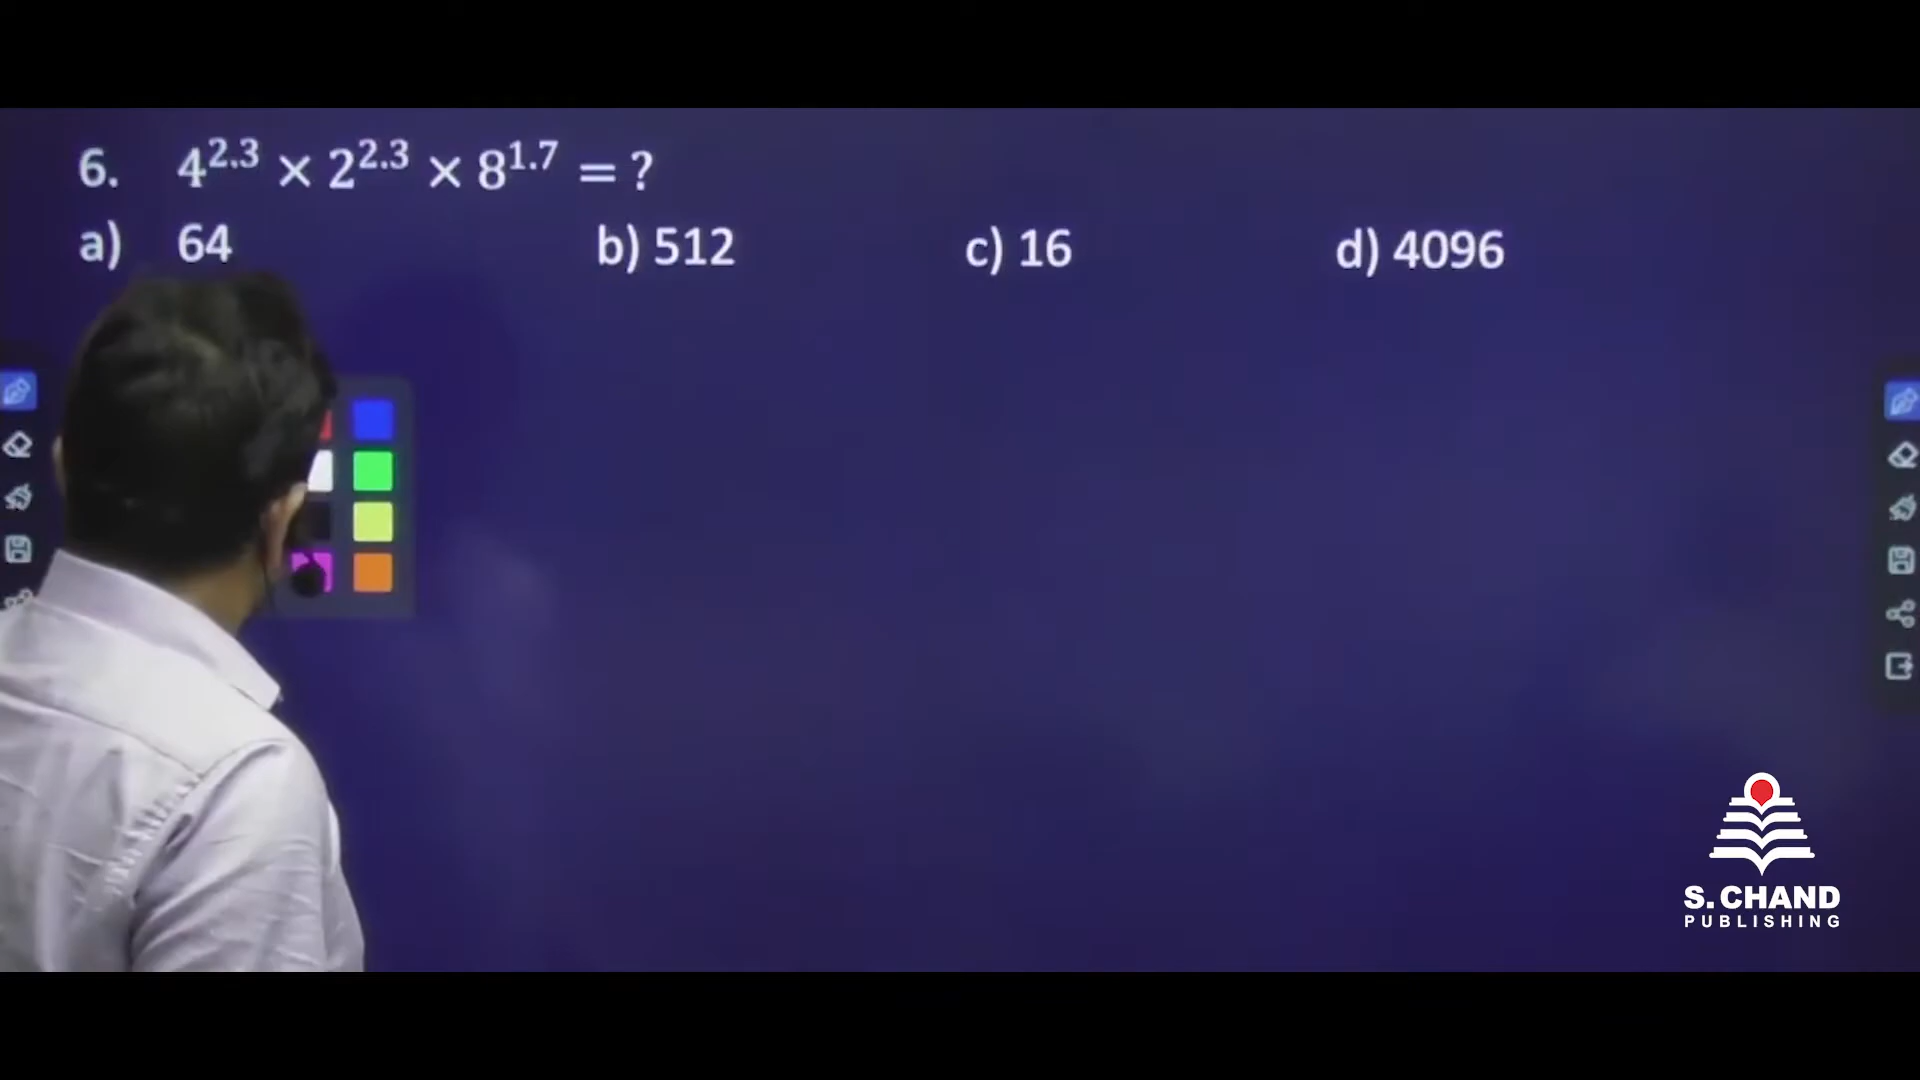 6. 4^2.3 × 2^2.3 × 8^1.7 = ?
a) 64 b) 512 c) 16 d) 4096
S. CHAND
PUBLISHING